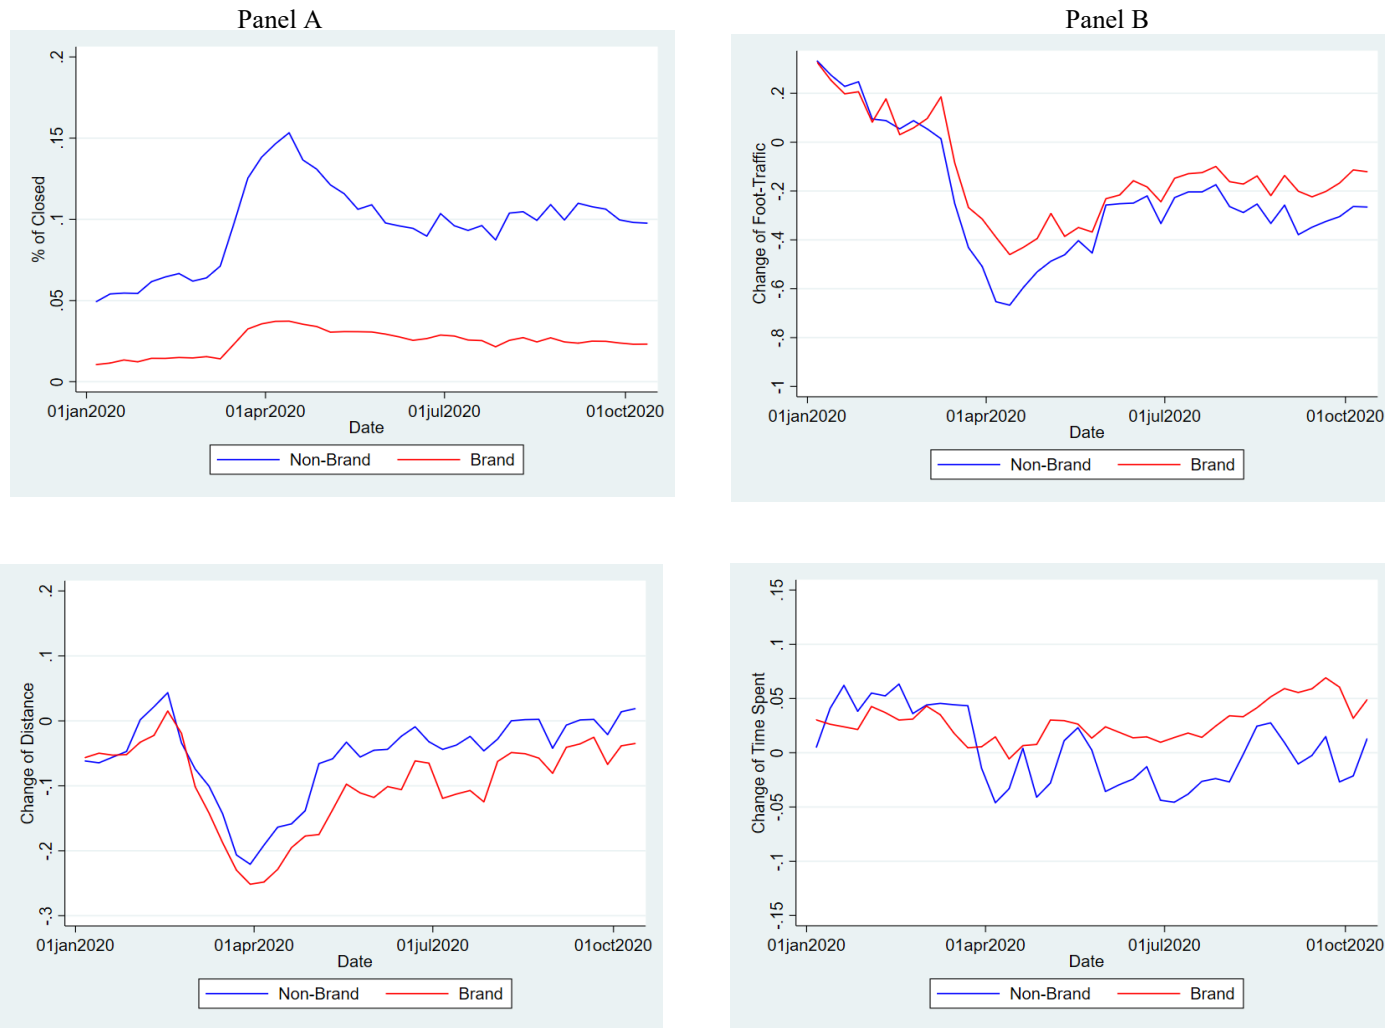 Panel A
% of Closed
.2
.15
.1
.05
0
01jan2020 01apr2020 01jul2020 01oct2020
Date
Non-Brand Brand
Panel B
Change of Foot-Traffic
.2
0
-.2
-.4
-.6
-.8
-1
01jan2020 01apr2020 01jul2020 01oct2020
Date
Non-Brand Brand
Change of Distance
.2
.1
0
-.1
-.2
-.3
01jan2020 01apr2020 01jul2020 01oct2020
Date
Non-Brand Brand
Change of Time Spent
.15
.1
.05
0
-.05
-.1
-.15
01jan2020 01apr2020 01jul2020 01oct2020
Date
Non-Brand Brand